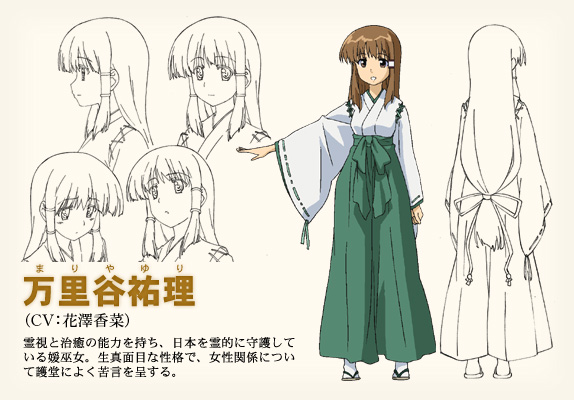 まりやゆり
万里谷祐理
（CV：花澤香菜）
霊視と治癒の能力を持ち、日本を霊的に守護して
いる媛巫女。生真面目な性格で、女性関係につい
て護堂によく苦言を呈する。